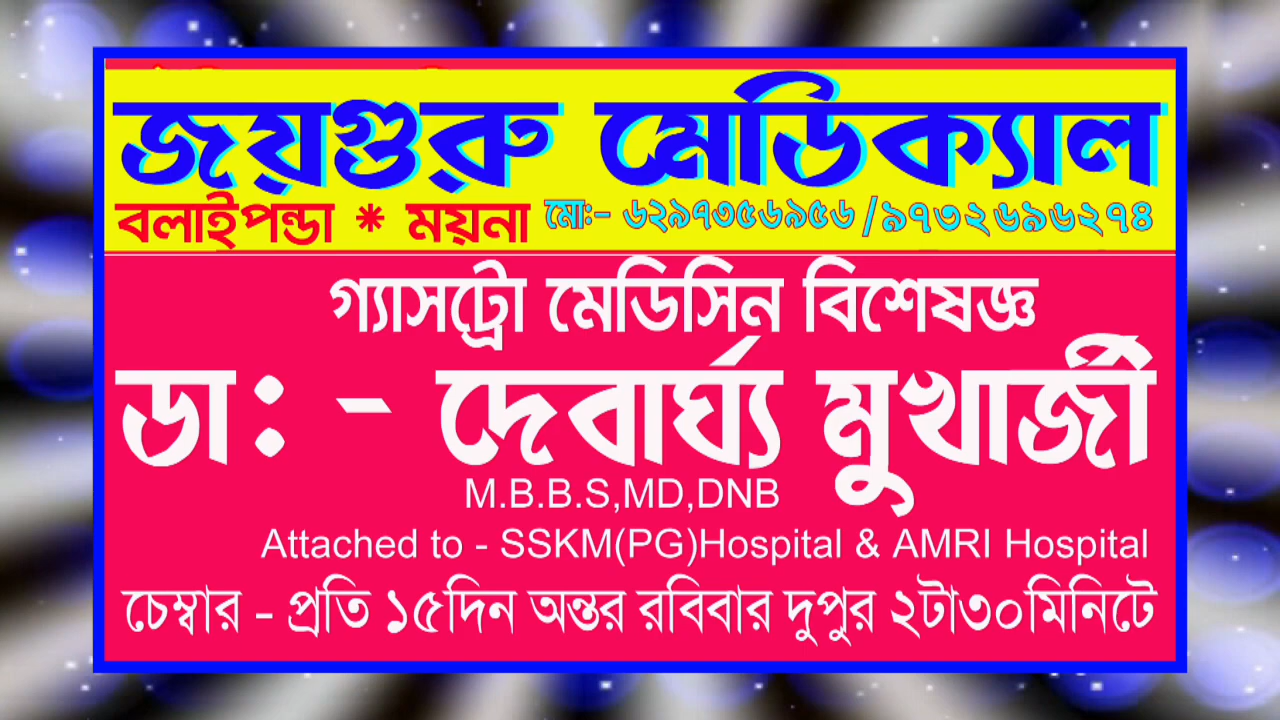 জয়গুরু মেডিক্যাল
বলাইপন্ডা * ময়না মোঃ- ৬২৯৭৩৫৬৯৫৬ /৯৭৩২৬৯৬২৭৪
গ্যাসট্রো মেডিসিন বিশেষজ্ঞ
ডাঃ - দেবার্ঘ্য মুখার্জী
M.B.B.S,MD,DNB
Attached to - SSKM(PG)Hospital & AMRI Hospital
চেম্বার - প্রতি ১৫দিন অন্তর রবিবার দুপুর ২টা৩০মিনিটে